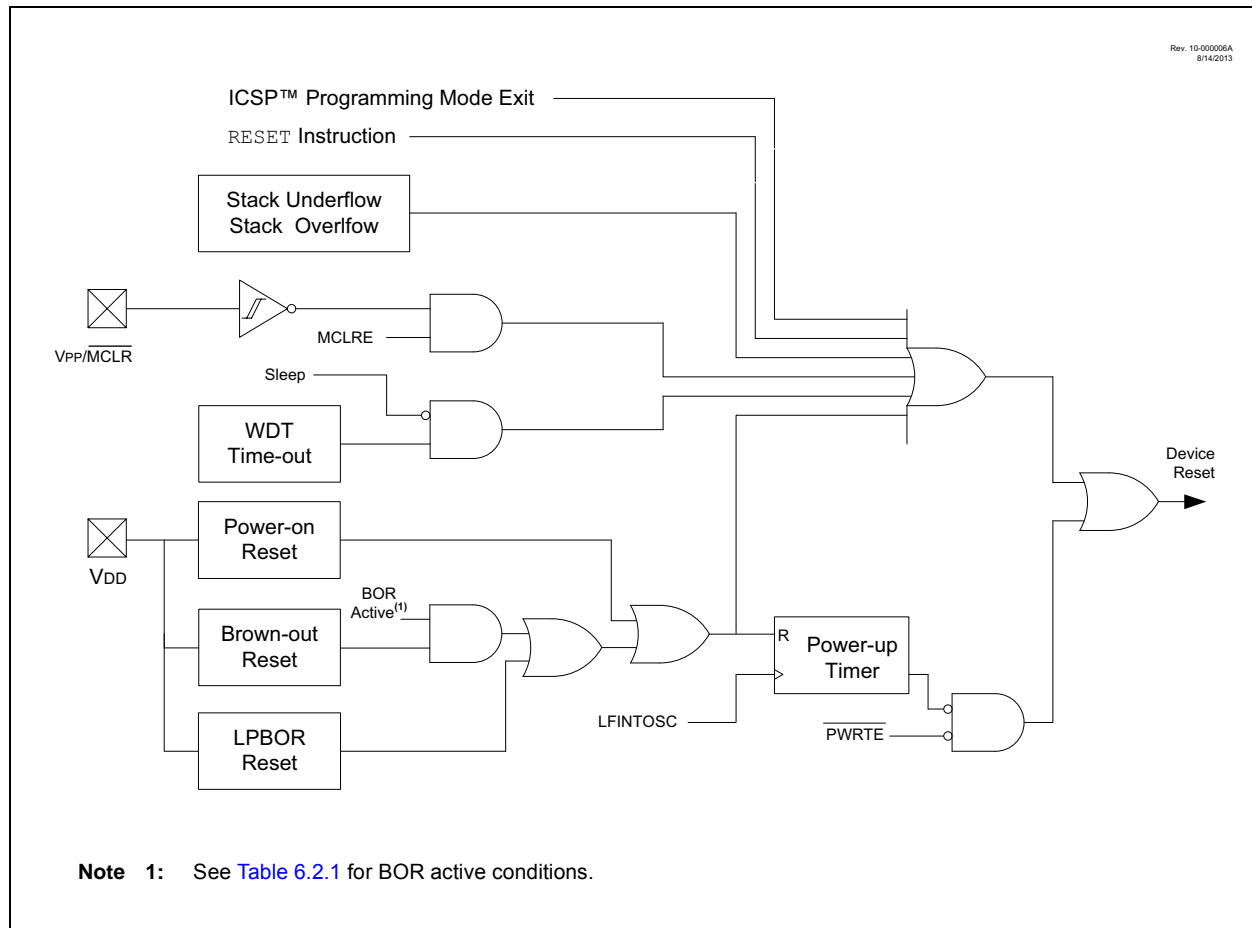 Rev. 10-000006A
8/14/2013
ICSP™ Programming Mode Exit
RESET Instruction
Stack Underflow
Stack Overlfow
VPP/MCLR
MCLRE
Sleep
WDT
Time-out
Device
Reset
VDD
Power-on
Reset
BOR
Active(1)
Brown-out
Reset
R
Power-up
Timer
LFINTOSC
PWRTE
LPBOR
Reset
Note 1: See Table 6.2.1 for BOR active conditions.